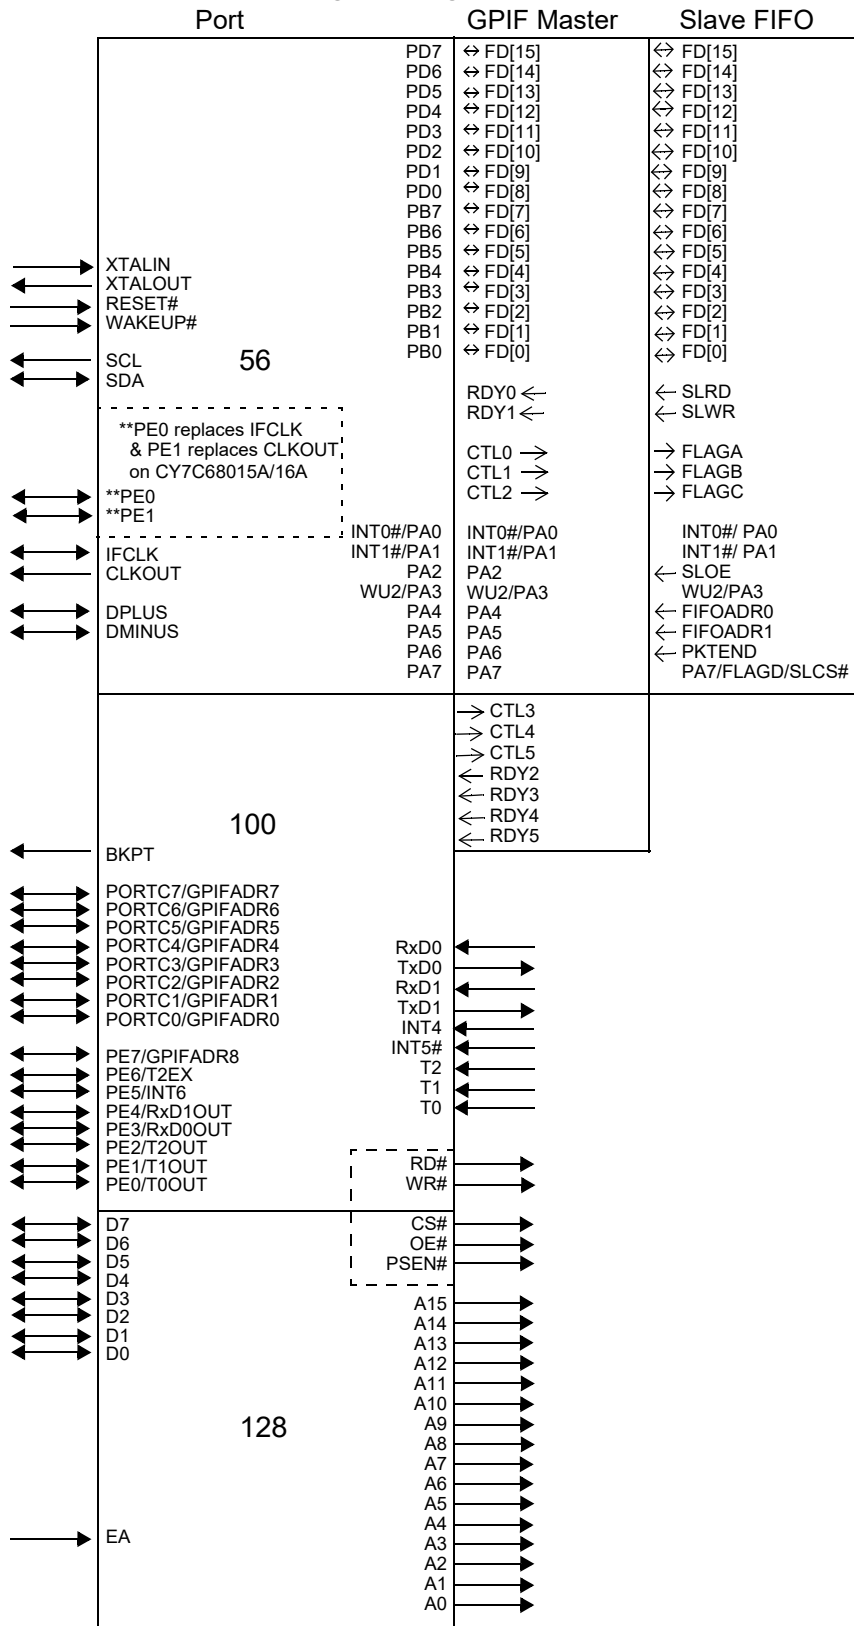 Port GPIF Master Slave FIFO
PD7 FD[15] FD[15]
PD6 FD[14] FD[14]
PD5 FD[13] FD[13]
PD4 FD[12] FD[12]
PD3 FD[11] FD[11]
PD2 FD[10] FD[10]
PD1 FD[9] FD[9]
PD0 FD[8] FD[8]
PB7 FD[7] FD[7]
PB6 FD[6] FD[6]
PB5 FD[5] FD[5]
PB4 FD[4] FD[4]
PB3 FD[3] FD[3]
PB2 FD[2] FD[2]
PB1 FD[1] FD[1]
PB0 FD[0] FD[0]
XTALIN
XTALOUT
RESET#
WAKEUP#
SCL
SDA
56
RDY0 SLRD
RDY1 SLWR
CTL0 FLAGA
CTL1 FLAGB
CTL2 FLAGC
**PE0 replaces IFCLK
& PE1 replaces CLKOUT
on CY7C68015A/16A
**PE0
**PE1
IFCLK
CLKOUT
DPLUS
DMINUS
INT0#/PA0 INT0#/PA0 INT0#/ PA0
INT1#/PA1 INT1#/PA1 INT1#/ PA1
PA2 PA2 SLOE
WU2/PA3 WU2/PA3 WU2/PA3
PA4 PA4 FIFOADR0
PA5 PA5 FIFOADR1
PA6 PA6 PKTEND
PA7 PA7 PA7/FLAGD/SLCS#
CTL3
CTL4
CTL5
RDY2
RDY3
RDY4
RDY5
100
BKPT
PORTC7/GPIFADR7
PORTC6/GPIFADR6
PORTC5/GPIFADR5
PORTC4/GPIFADR4
PORTC3/GPIFADR3
PORTC2/GPIFADR2
PORTC1/GPIFADR1
PORTC0/GPIFADR0
PE7/GPIFADR8
PE6/T2EX
PE5/INT6
PE4/RxD1OUT
PE3/RxD0OUT
PE2/T2OUT
PE1/T1OUT
PE0/T0OUT
RxD0
TxD0
RxD1
TxD1
INT4
INT5#
T2
T1
T0
RD#
WR#
CS#
OE#
PSEN#
D7
D6
D5
D4
D3
D2
D1
D0
128
EA
A15
A14
A13
A12
A11
A10
A9
A8
A7
A6
A5
A4
A3
A2
A1
A0